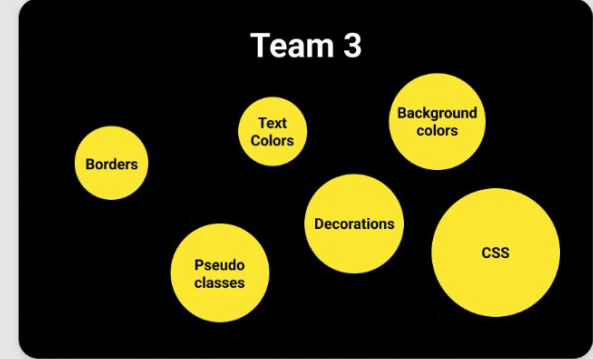 Team 3
Background
colors
Text
Colors
Borders
Decorations
Pseudo
classes
CSS